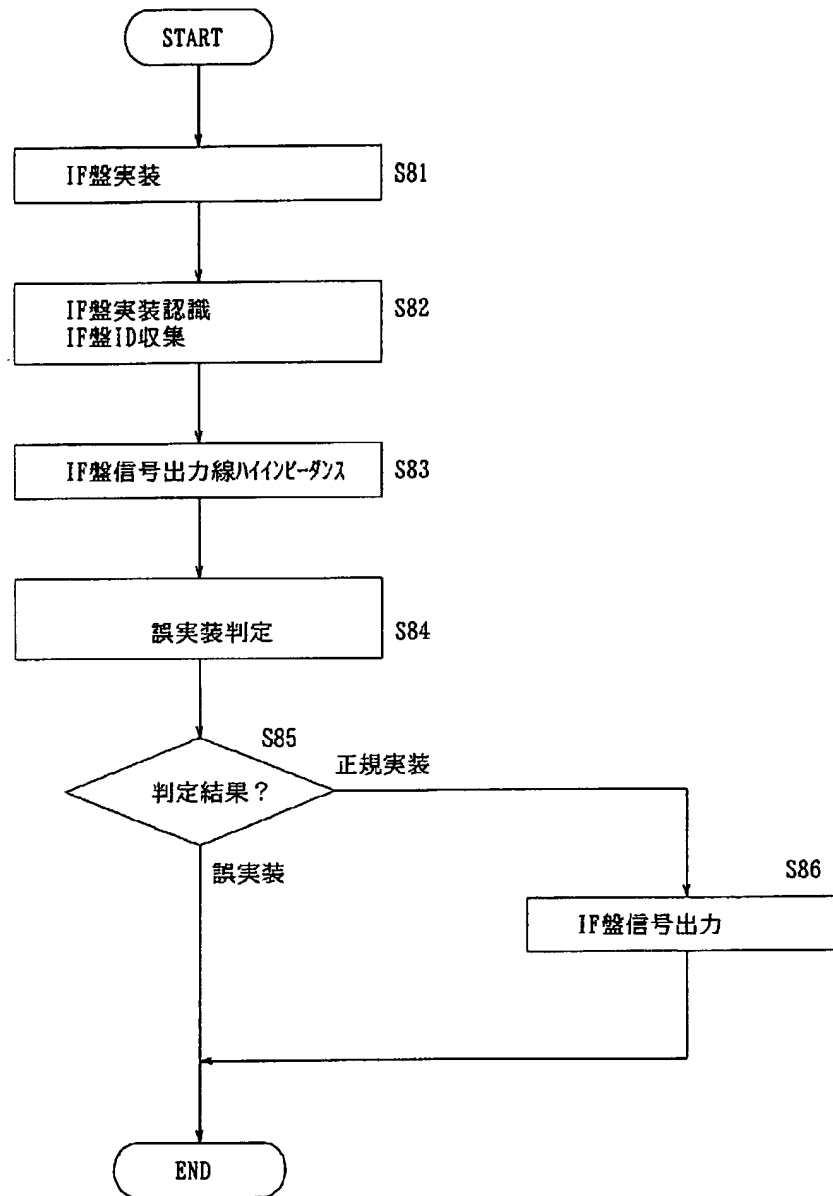 START
IF盤実装
S81
IF盤実装認識
IF盤ID収集
S82
IF盤信号出力線ハイインピーダンス
S83
誤実装判定
S84
S85
判定結果?
正規実装
誤実装
S86
IF盤信号出力
END